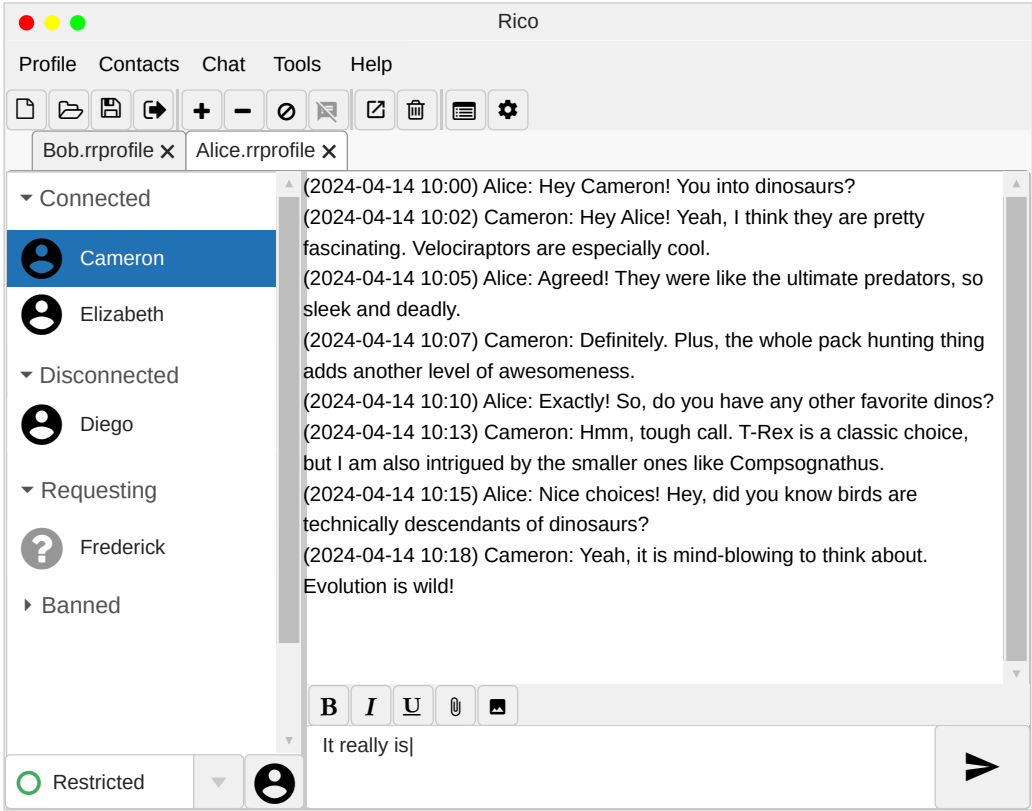 Rico
Profile Contacts Chat Tools Help
Bob.rrprofile Alice.rrprofile
Connected
Cameron
Elizabeth
Disconnected
Diego
Requesting
Frederick
Banned
Restricted
(2024-04-14 10:00) Alice: Hey Cameron! You into dinosaurs?
(2024-04-14 10:02) Cameron: Hey Alice! Yeah, I think they are pretty
fascinating. Velociraptors are especially cool.
(2024-04-14 10:05) Alice: Agreed! They were like the ultimate predators, so
sleek and deadly.
(2024-04-14 10:07) Cameron: Definitely. Plus, the whole pack hunting thing
adds another level of awesomeness.
(2024-04-14 10:10) Alice: Exactly! So, do you have any other favorite dinos?
(2024-04-14 10:13) Cameron: Hmm, tough call. T-Rex is a classic choice,
but I am also intrigued by the smaller ones like Compsognathus.
(2024-04-14 10:15) Alice: Nice choices! Hey, did you know birds are
technically descendants of dinosaurs?
(2024-04-14 10:18) Cameron: Yeah, it is mind-blowing to think about.
Evolution is wild!
B I U
It really is